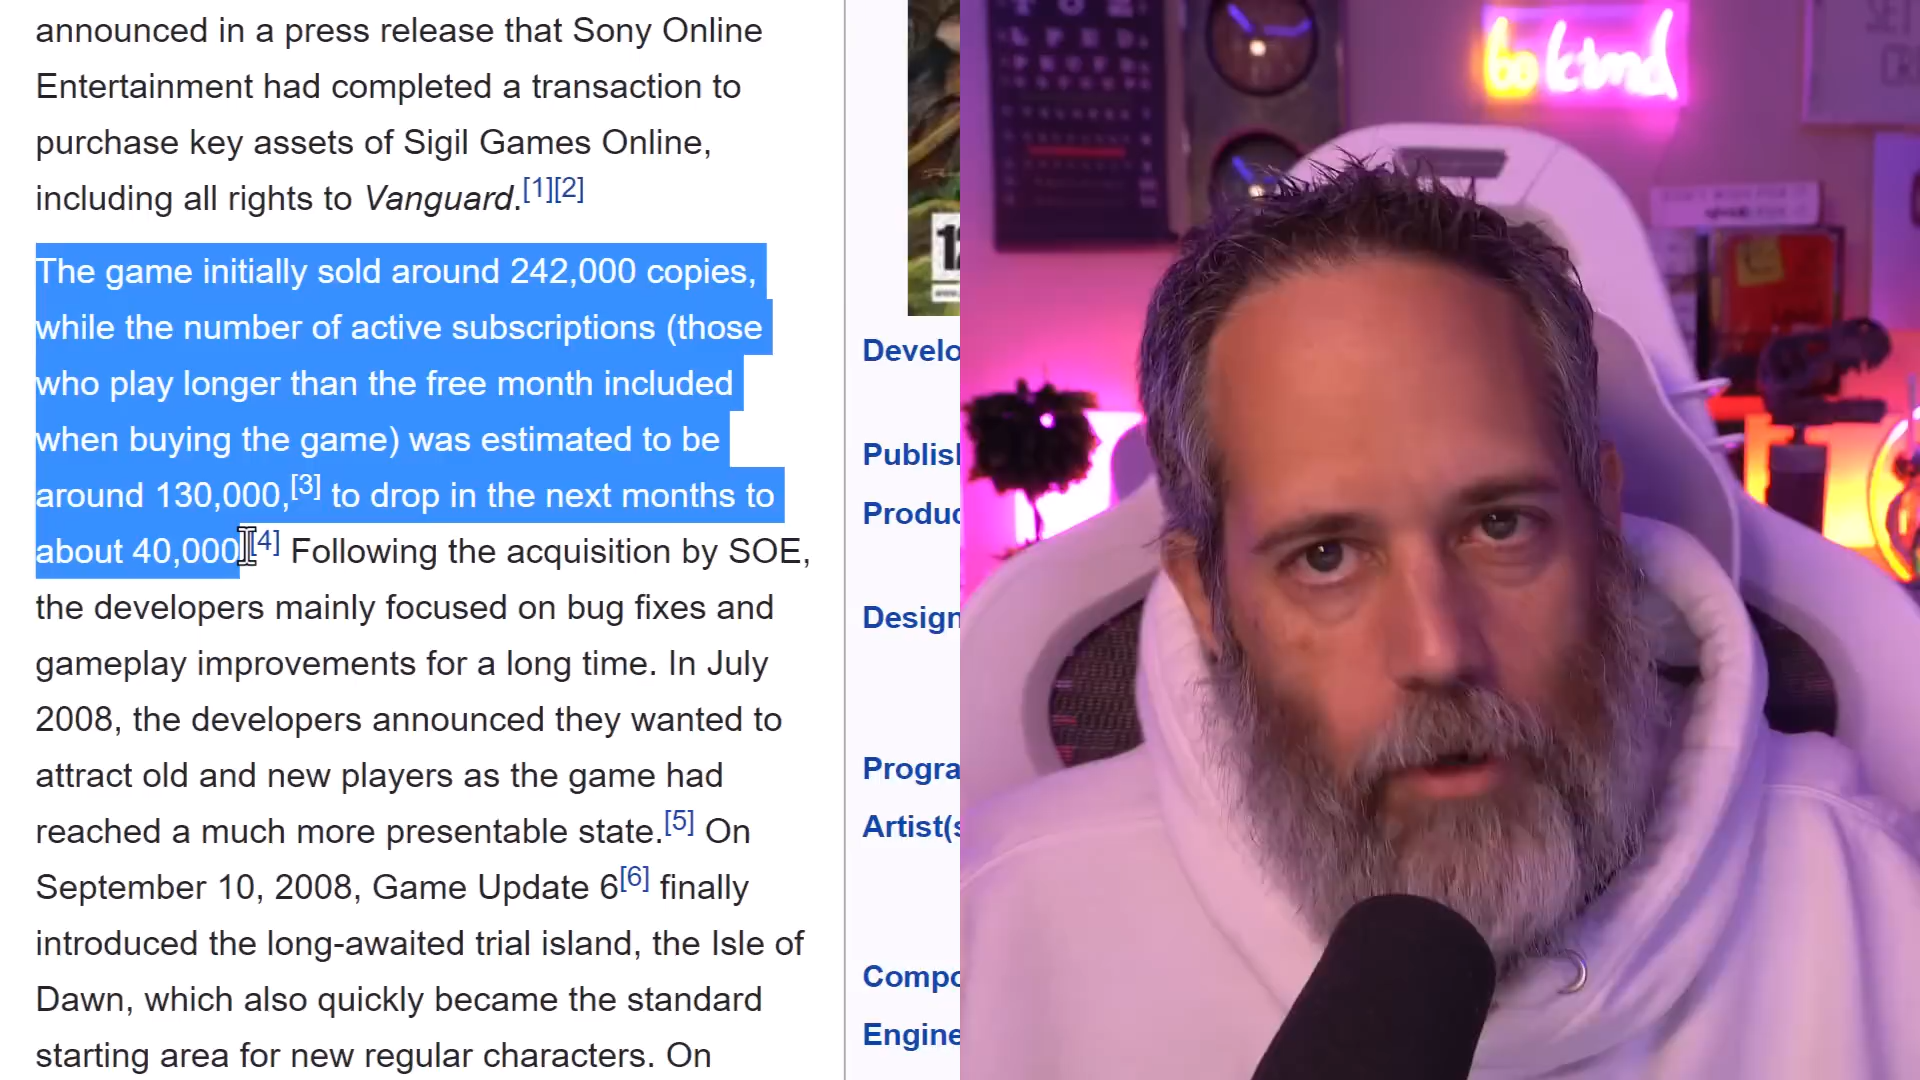 announced in a press release that Sony Online
Entertainment had completed a transaction to
purchase key assets of Sigil Games Online,
including all rights to Vanguard.[1][2]
The game initially sold around 242,000 copies,
while the number of active subscriptions (those
who play longer than the free month included
when buying the game) was estimated to be
around 130,000,[3] to drop in the next months to
about 40,000.[4] Following the acquisition by SOE,
the developers mainly focused on bug fixes and
gameplay improvements for a long time. In July
2008, the developers announced they wanted to
attract old and new players as the game had
reached a much more presentable state.[5] On
September 10, 2008, Game Update 6[6] finally
introduced the long-awaited trial island, the Isle of
Dawn, which also quickly became the standard
starting area for new regular characters. On
12
Develo
Publis
Produc
Design
Progra
Artist(s
Compo
Engine